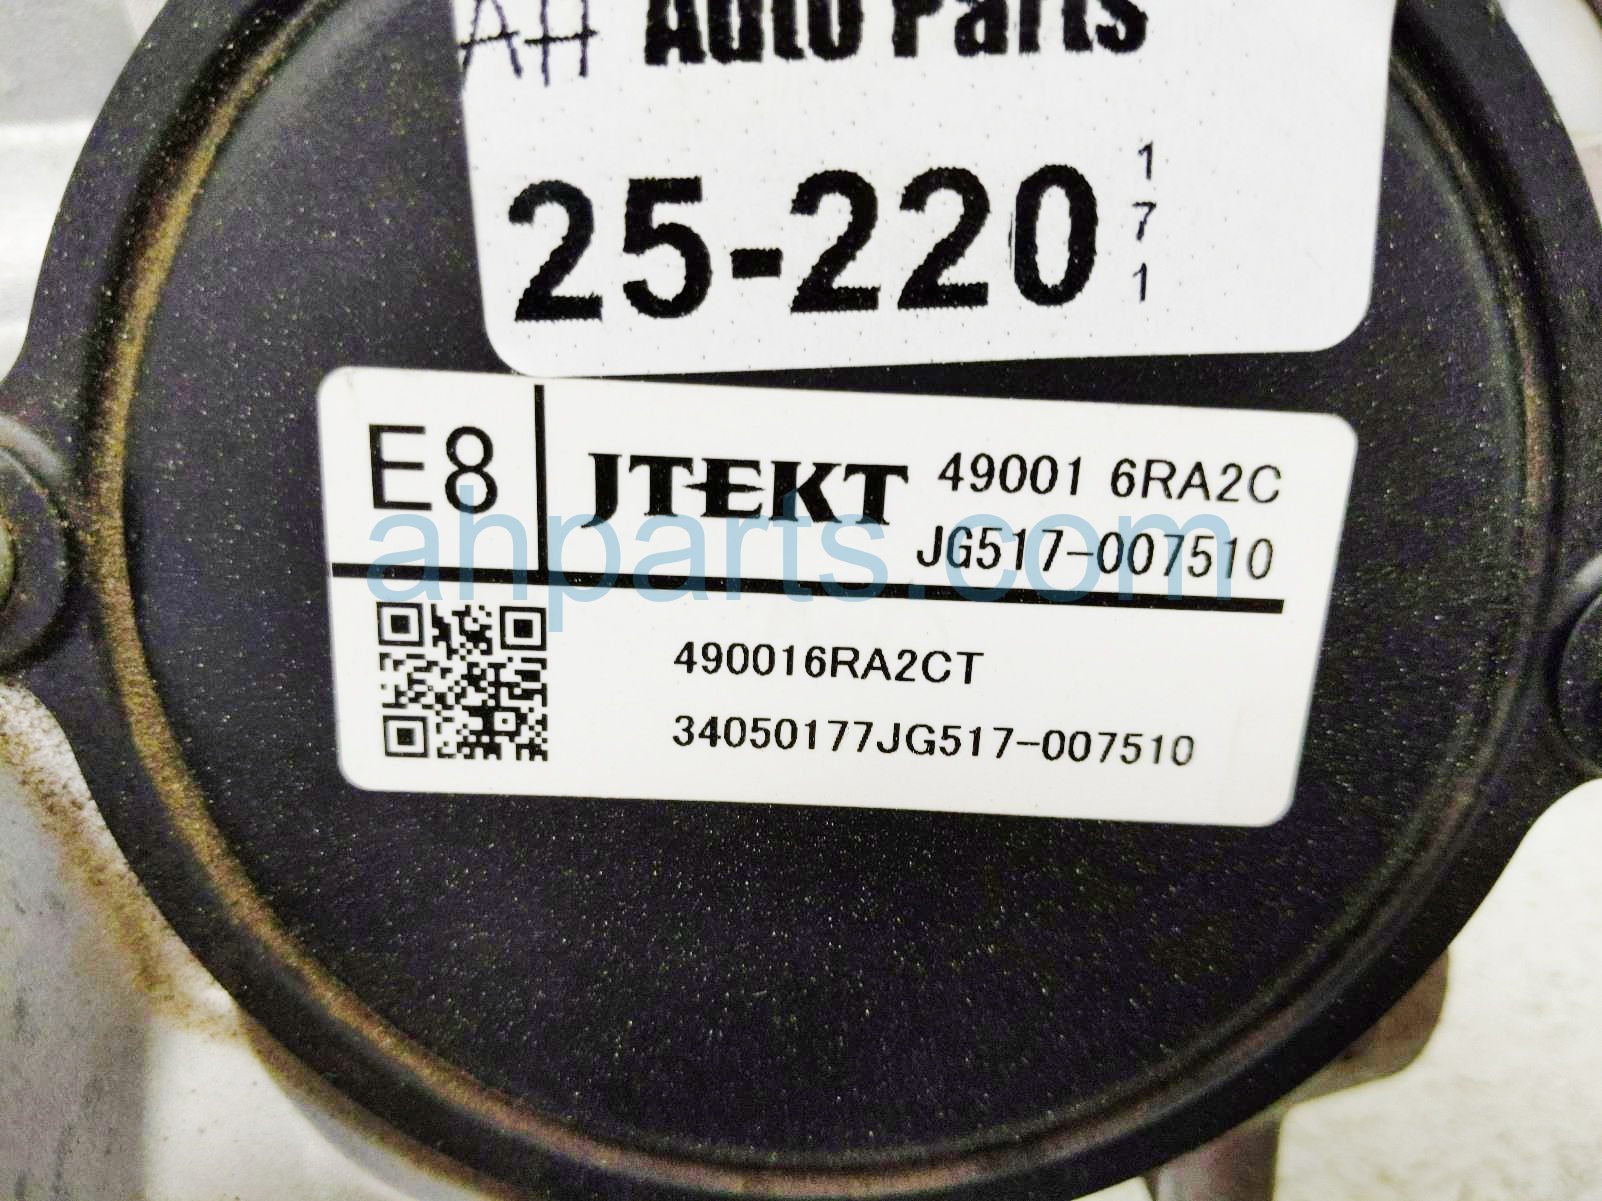 AH Auto Parts
25-220
1
7
1
E8
JTEKT
49001 6RA2C
JG517-007510
490016RA2CT
34050177JG517-007510
ahparts.com